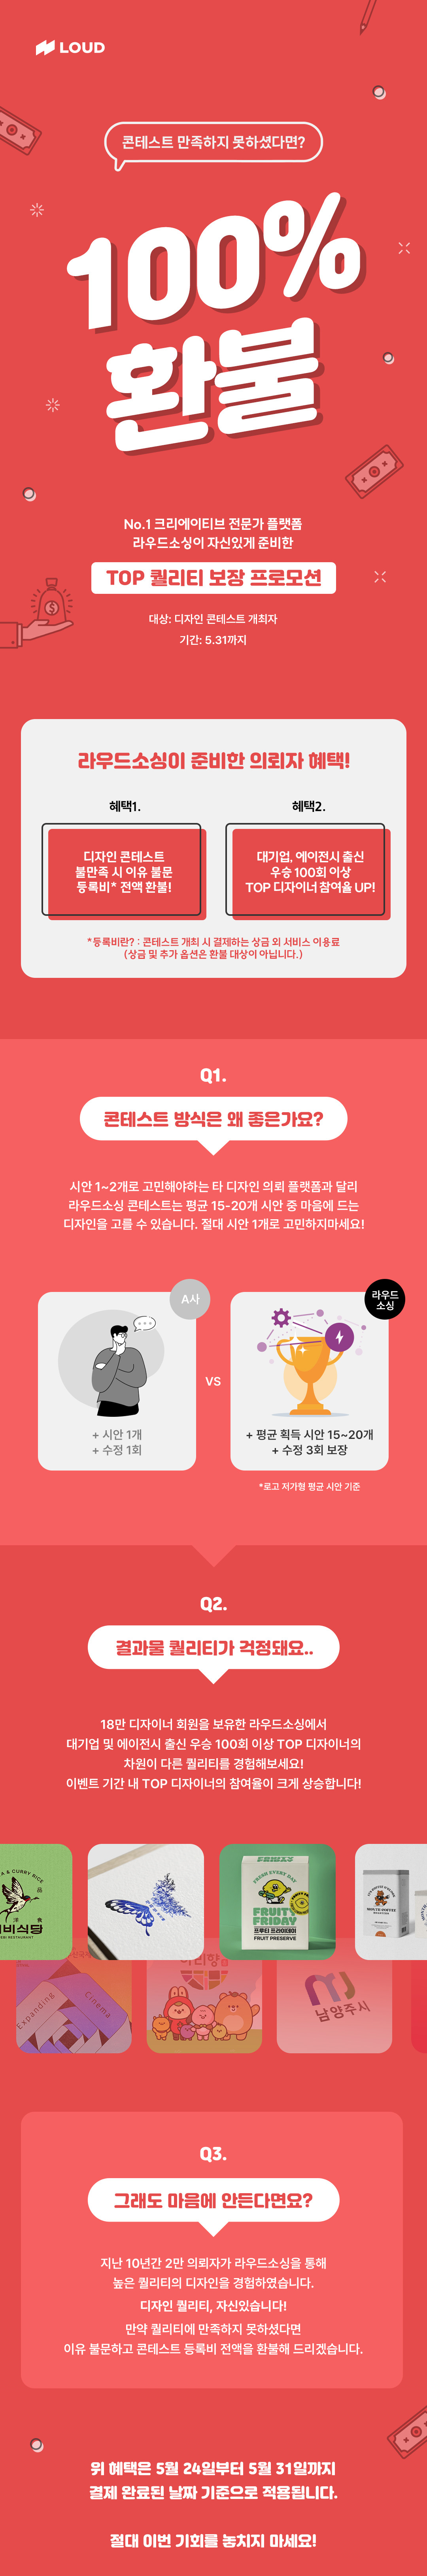 LOUD
콘테스트 만족하지 못하셨다면?
100%
환불
No.1 크리에이티브 전문가 플랫폼
라우드소싱이 자신있게 준비한
TOP 퀄리티 보장 프로모션
대상: 디자인 콘테스트 개최자
기간: 5.31까지
라우드소싱이 준비한 의뢰자 혜택!
혜택1.
디자인 콘테스트
불만족 시 이유 불문
등록비* 전액 환불!
혜택2.
대기업, 에이전시 출신
우승 100회 이상
TOP 디자이너 참여율 UP!
*등록비란? : 콘테스트 개최 시 결제하는 상금 외 서비스 이용료
(상금 및 추가 옵션은 환불 대상이 아닙니다.)
Q1.
콘테스트 방식은 왜 좋은가요?
시안 1~2개로 고민해야하는 타 디자인 의뢰 플랫폼과 달리
라우드소싱 콘테스트는 평균 15-20개 시안 중 마음에 드는
디자인을 고를 수 있습니다. 절대 시안 1개로 고민하지마세요!
A사
+ 시안 1개
+ 수정 1회
VS
라우드
소싱
+ 평균 획득 시안 15~20개
+ 수정 3회 보장
*로고 저가형 평균 시안 기준
Q2.
결과물 퀄리티가 걱정돼요..
18만 디자이너 회원을 보유한 라우드소싱에서
대기업 및 에이전시 출신 우승 100회 이상 TOP 디자이너의
차원이 다른 퀄리티를 경험해보세요!
이벤트 기간 내 TOP 디자이너의 참여율이 크게 상승합니다!
A & CURRY RICE
비식당
RESTAURANT
FRESH EVERY DAY
FRUITY
FRIDAY
프루티 프라이데이
FRUIT PRESERVE
Expanding
Cinema
남양주시
Q3.
그래도 마음에 안든다면요?
지난 10년간 2만 의뢰자가 라우드소싱을 통해
높은 퀄리티의 디자인을 경험하였습니다.
디자인 퀄리티, 자신있습니다!
만약 퀄리티에 만족하지 못하셨다면
이유 불문하고 콘테스트 등록비 전액을 환불해 드리겠습니다.
위 혜택은 5월 24일부터 5월 31일까지
결제 완료된 날짜 기준으로 적용됩니다.
절대 이번 기회를 놓치지 마세요!